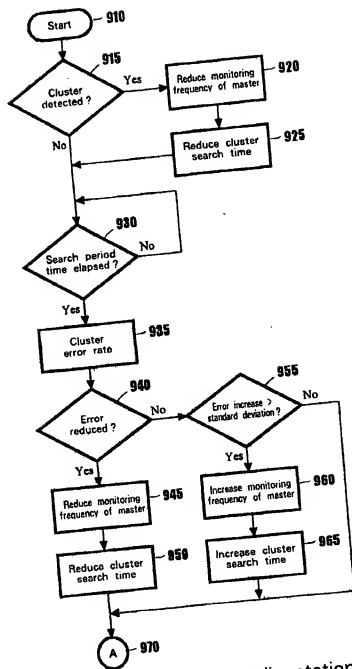 Start
910
915
Cluster
detected ?
Yes
No
Reduce monitoring
frequency of master
920
Reduce cluster
search time
925
930
Search period
time elapsed ?
No
Yes
Cluster
error rate
935
940
Error
reduced ?
No
Yes
955
Error increase >
standard deviation ?
No
Yes
Reduce monitoring
frequency of master
945
Increase monitoring
frequency of master
960
Reduce cluster
search time
950
Increase cluster
search time
965
A
970